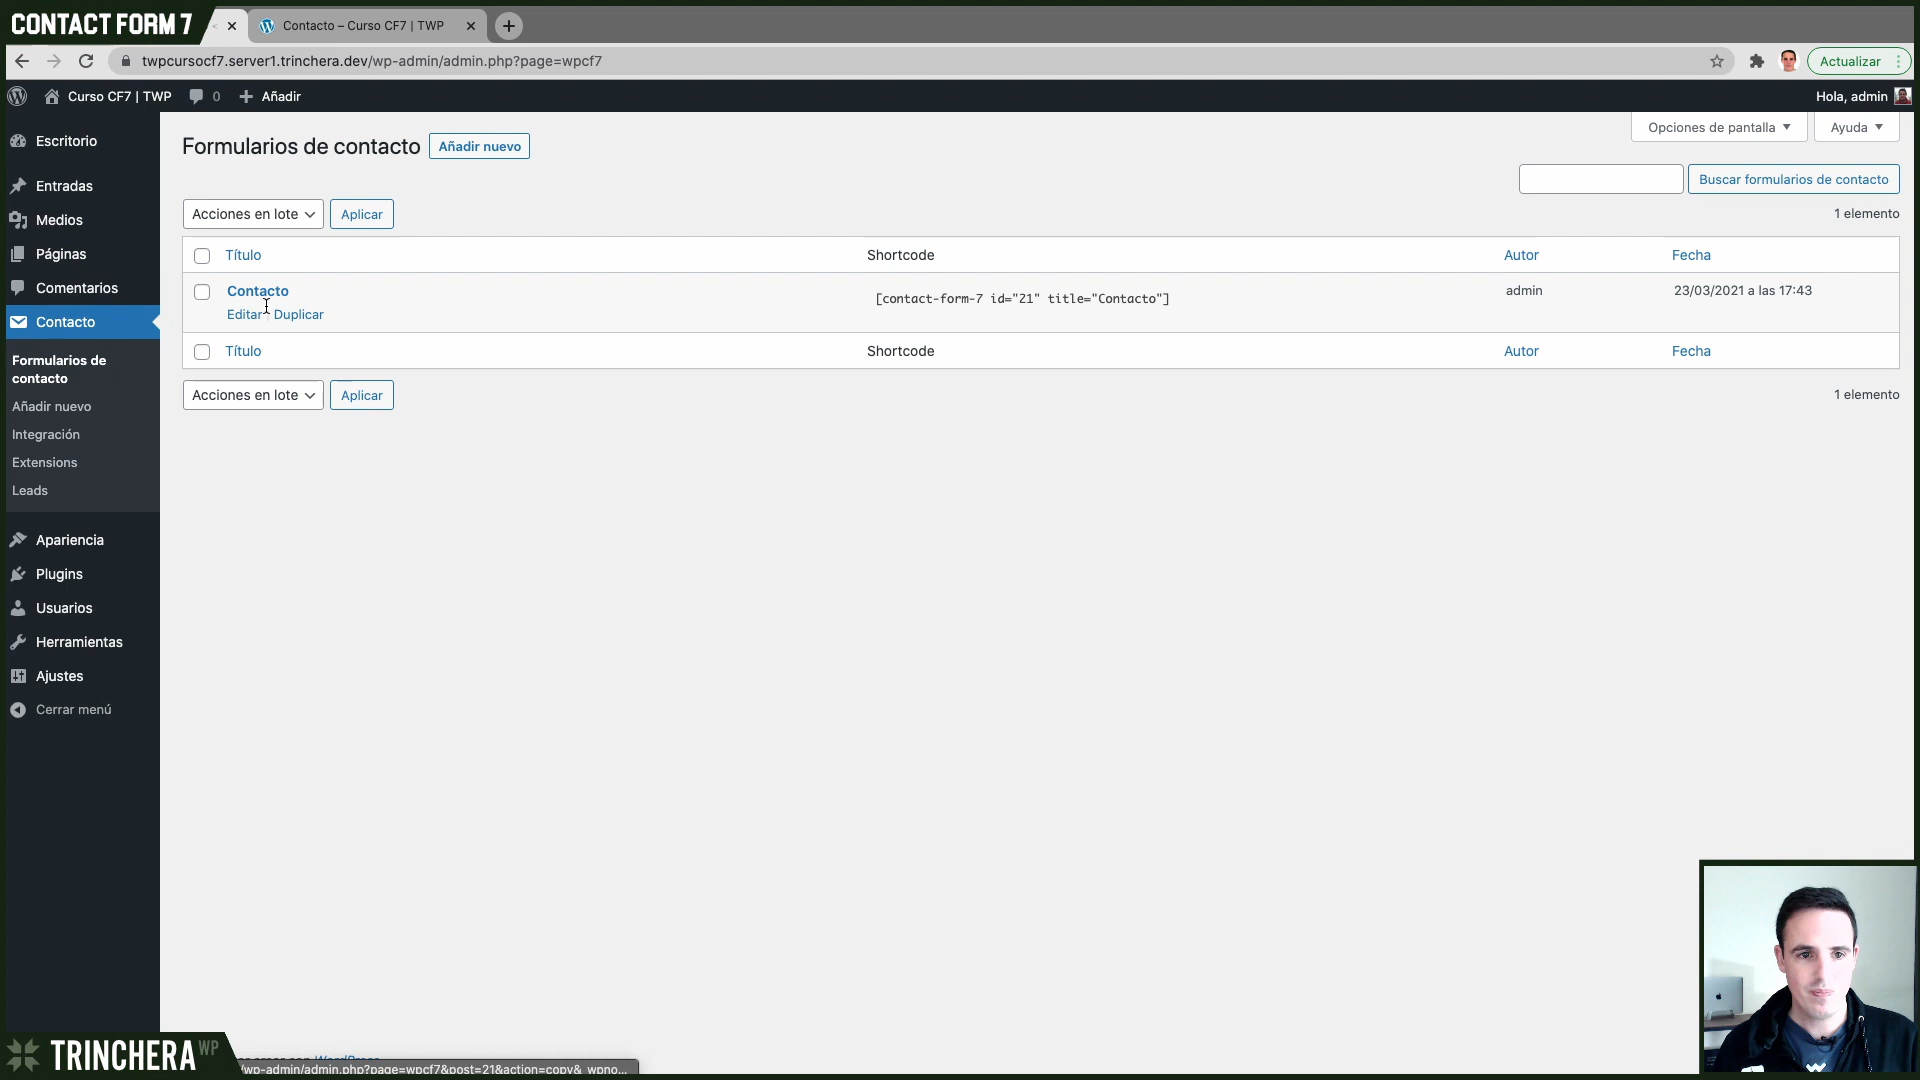 CONTACT FORM 7
Contacto – Curso CF7 | TWP
twpcursocf7.server1.trinchera.dev/wp-admin/admin.php?page=wpcf7
Actualizar
Curso CF7 | TWP
0
Añadir
Hola, admin
Escritorio
Entradas
Medios
Páginas
Comentarios
Contacto
Formularios de
contacto
Añadir nuevo
Integración
Extensions
Leads
Apariencia
Plugins
Usuarios
Herramientas
Ajustes
Cerrar menú
Formularios de contacto
Añadir nuevo
Opciones de pantalla
Ayuda
Buscar formularios de contacto
Acciones en lote
Aplicar
1 elemento
Título
Shortcode
Autor
Fecha
Contacto
Editar
Duplicar
[contact-form-7 id="21" title="Contacto"]
admin
23/03/2021 a las 17:43
Título
Shortcode
Autor
Fecha
Acciones en lote
Aplicar
1 elemento
TRINCHERA WP
/wp-admin/admin.php?page=wpcf7&post=21&action=copy&_wpno...